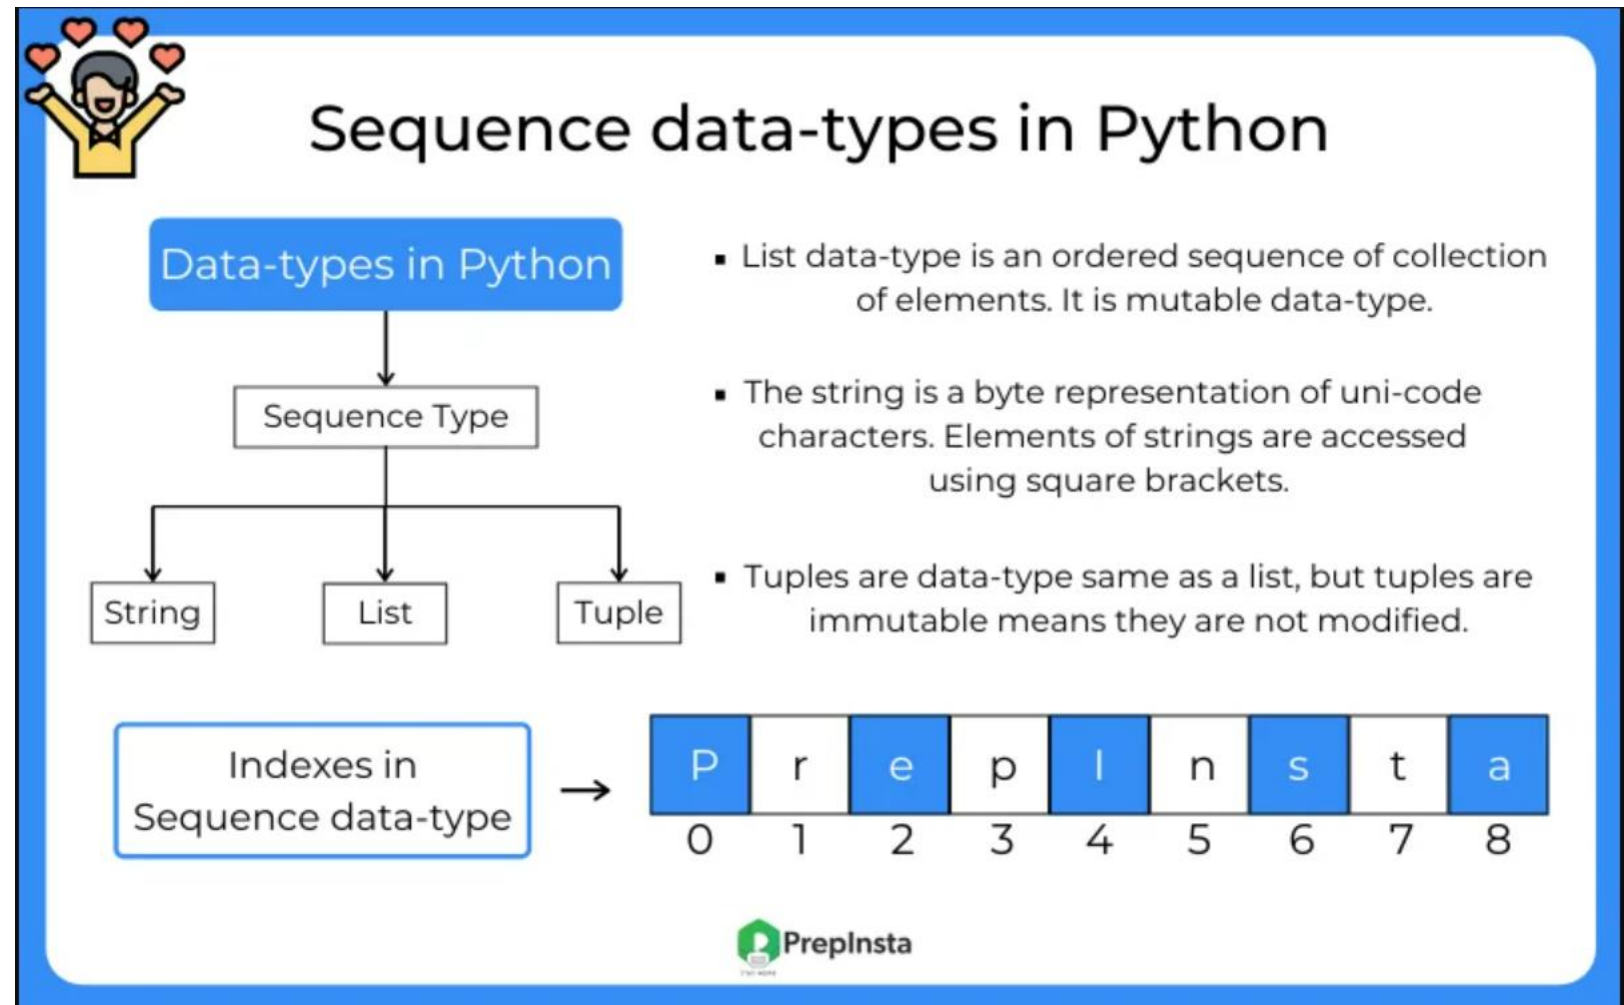 Sequence data-types in Python
Data-types in Python
Sequence Type
String
List
Tuple
▪ List data-type is an ordered sequence of collection
of elements. It is mutable data-type.
▪ The string is a byte representation of uni-code
characters. Elements of strings are accessed
using square brackets.
▪ Tuples are data-type same as a list, but tuples are
immutable means they are not modified.
Indexes in
Sequence data-type
P r e p I n s t a
0 1 2 3 4 5 6 7 8
PrepInsta